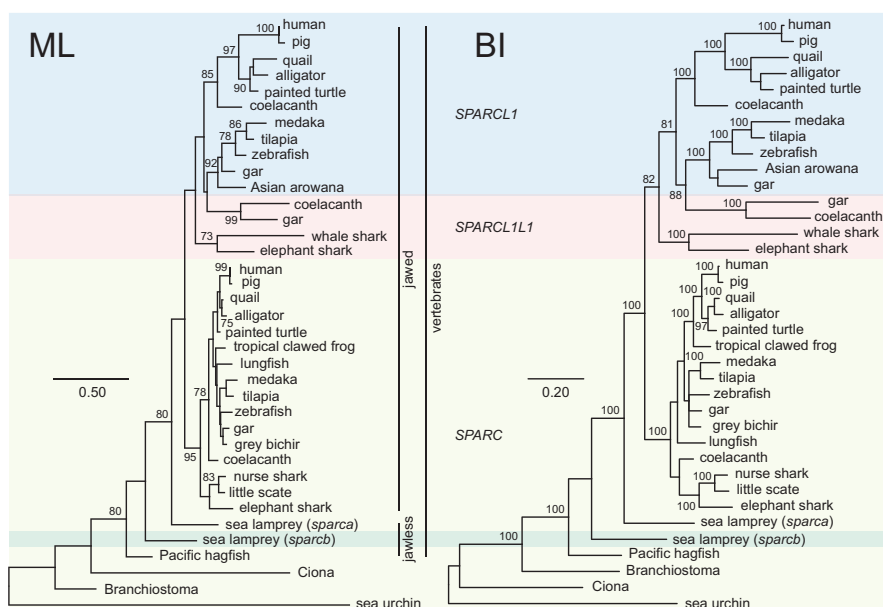 ML
100
human
pig
97
quail
alligator
90
painted turtle
85
coelacanth
86
medaka
78
tilapia
zebrafish
92
gar
Asian arowana
coelacanth
99
gar
73
whale shark
elephant shark
99
human
pig
quail
alligator
75
painted turtle
tropical clawed frog
lungfish
medaka
78
tilapia
zebrafish
gar
grey bichir
95
coelacanth
83
nurse shark
little scate
elephant shark
80
sea lamprey (sparca)
sea lamprey (sparcb)
80
Pacific hagfish
Ciona
Branchiostoma
sea urchin
0.50
jawed
jawless
vertebrates
SPARCL1
SPARCL1L1
SPARC
BI
100
human
pig
100
quail
100
alligator
painted turtle
100
coelacanth
81
100
medaka
100
tilapia
100
zebrafish
Asian arowana
gar
88
82
100
gar
coelacanth
100
whale shark
elephant shark
100
human
pig
100
100
quail
alligator
97
painted turtle
100
tropical clawed frog
100
medaka
tilapia
zebrafish
gar
grey bichir
lungfish
100
coelacanth
100
nurse shark
little scate
100
elephant shark
100
sea lamprey (sparca)
100
sea lamprey (sparcb)
100
Pacific hagfish
100
Branchiostoma
Ciona
sea urchin
0.20